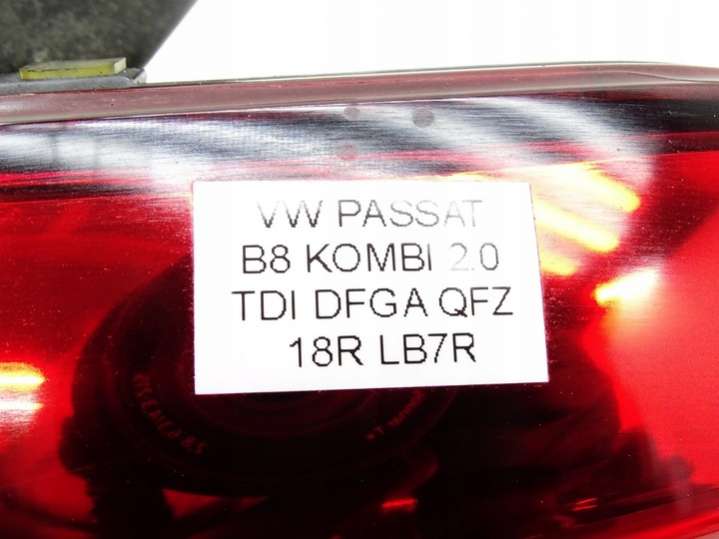 VW PASSAT
B8 KOMBI 2.0
TDI DFGA QFZ
18R LB7R